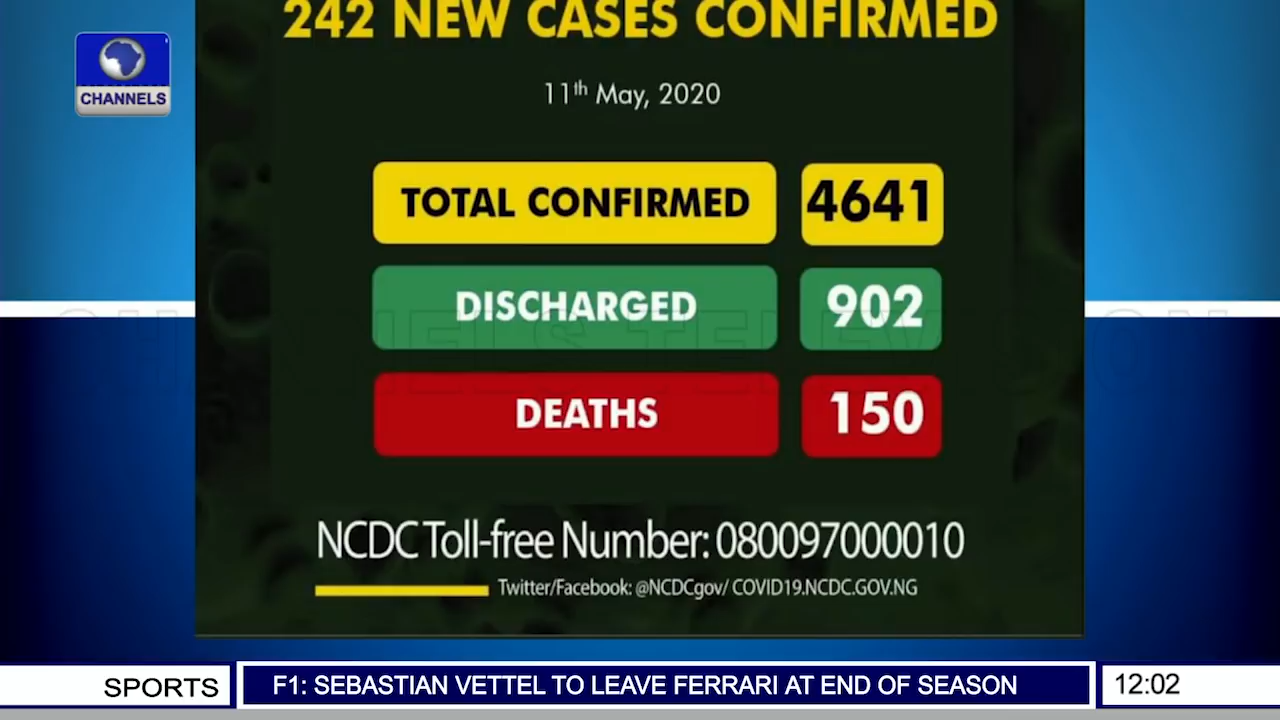 242 NEW CASES CONFIRMED
CHANNELS
11th May, 2020
TOTAL CONFIRMED 4641
DISCHARGED 902
CHANNELS TELEVISION
DEATHS 150
NCDC Toll-free Number: 080097000010
Twitter/Facebook: @NCDCgov/ COVID19.NCDC.GOV.NG
SPORTS F1: SEBASTIAN VETTEL TO LEAVE FERRARI AT END OF SEASON 12:02